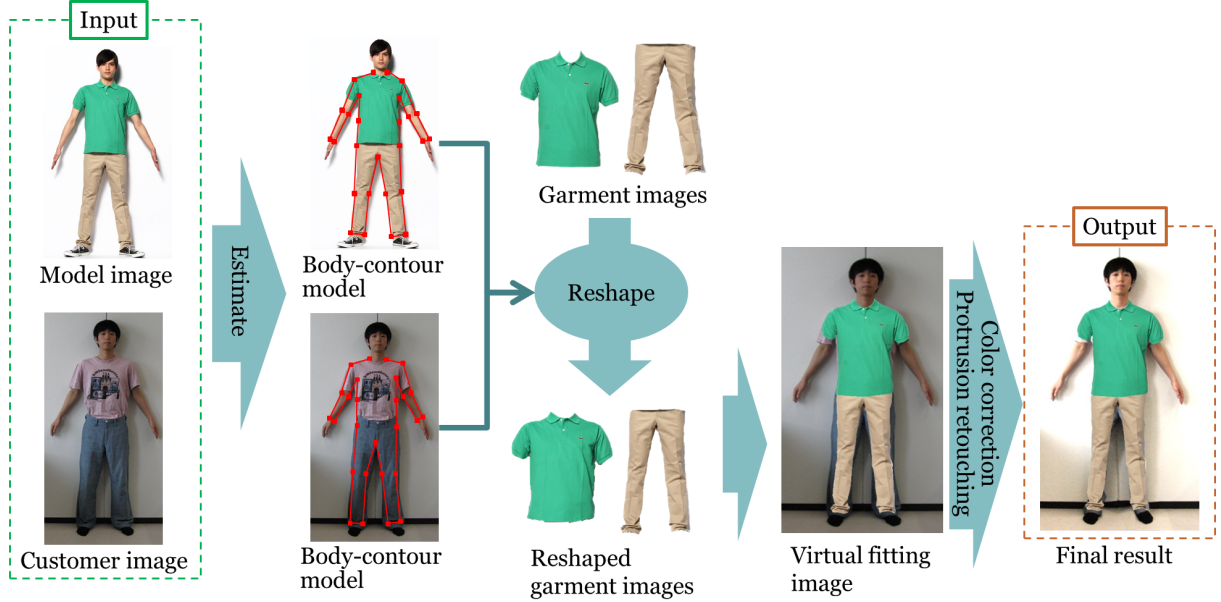 Input
Model image
Customer image
Estimate
Body-contour
model
Body-contour
model
Garment images
Reshape
Reshaped
garment images
Virtual fitting
image
Color correction
Protrusion retouching
Output
Final result